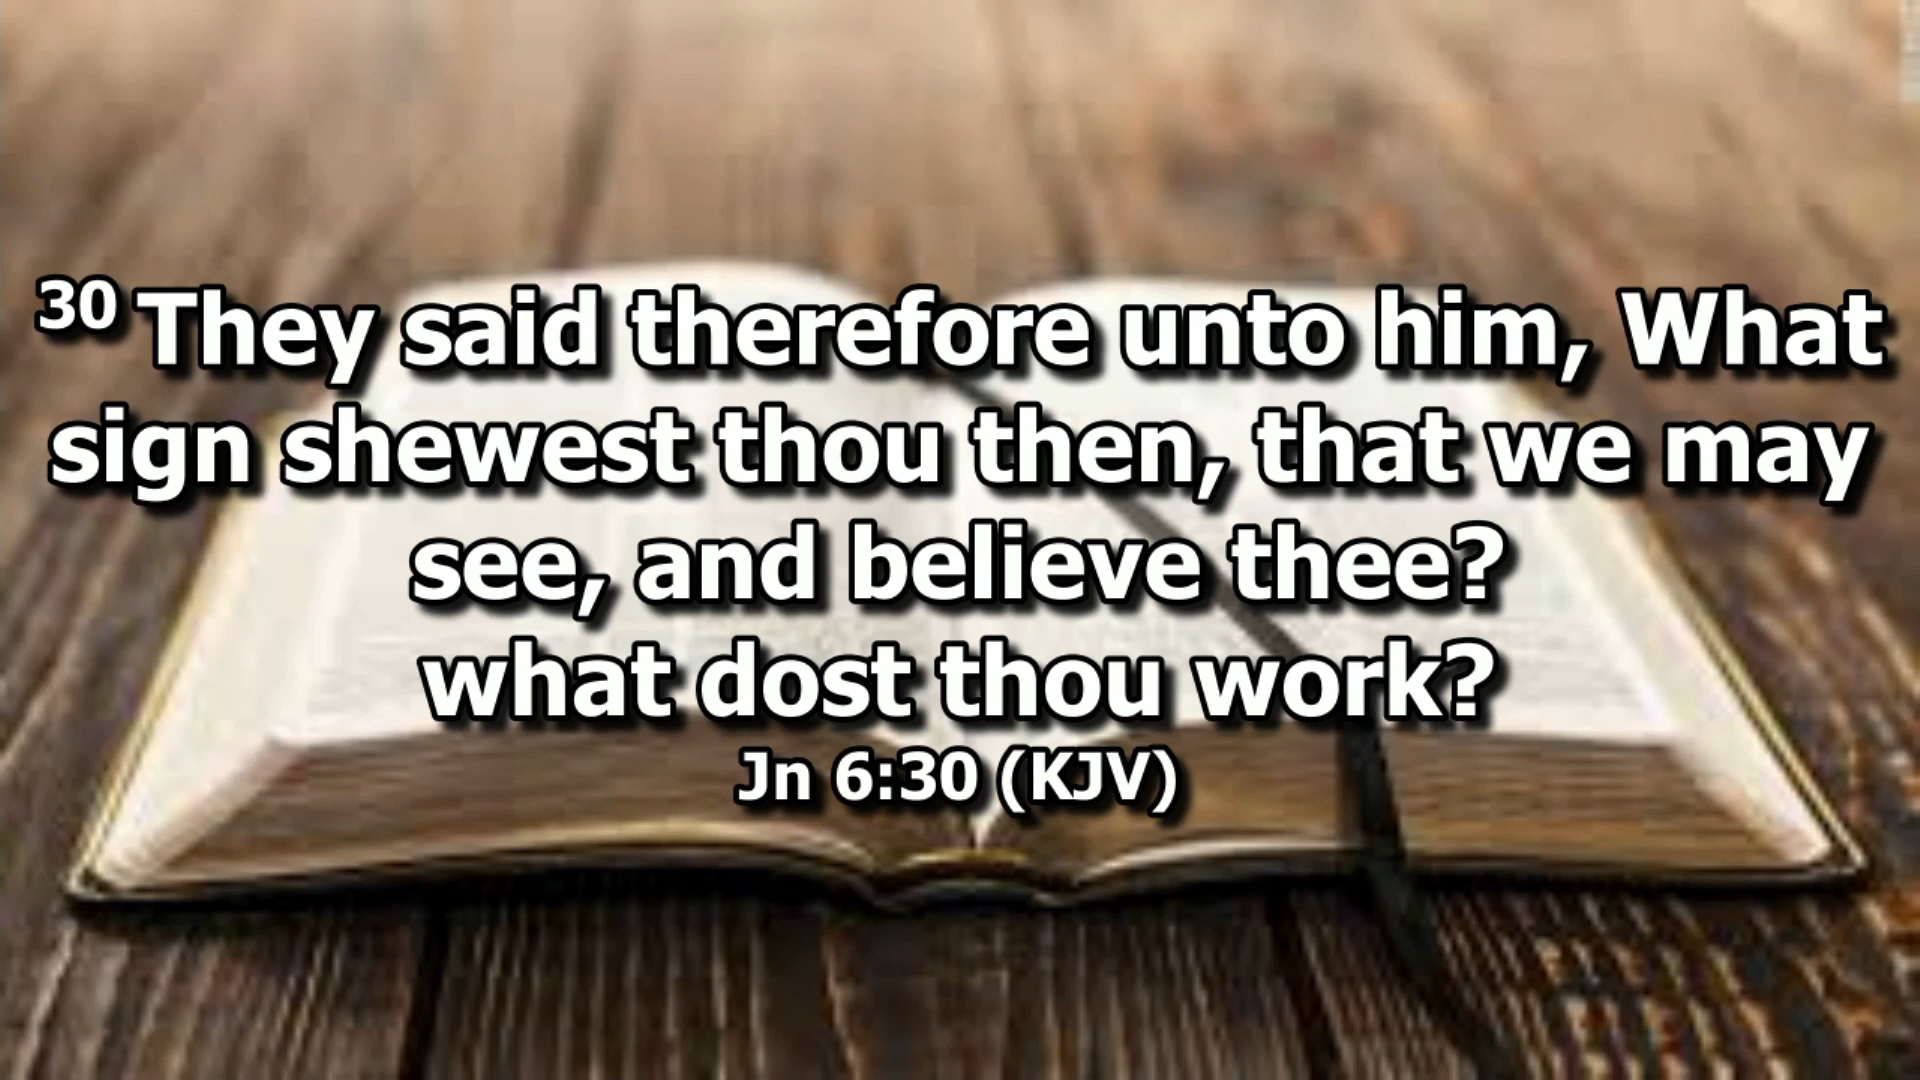 30 They said therefore unto him, What
sign shewest thou then, that we may
see, and believe thee?
what dost thou work?
Jn 6:30 (KJV)